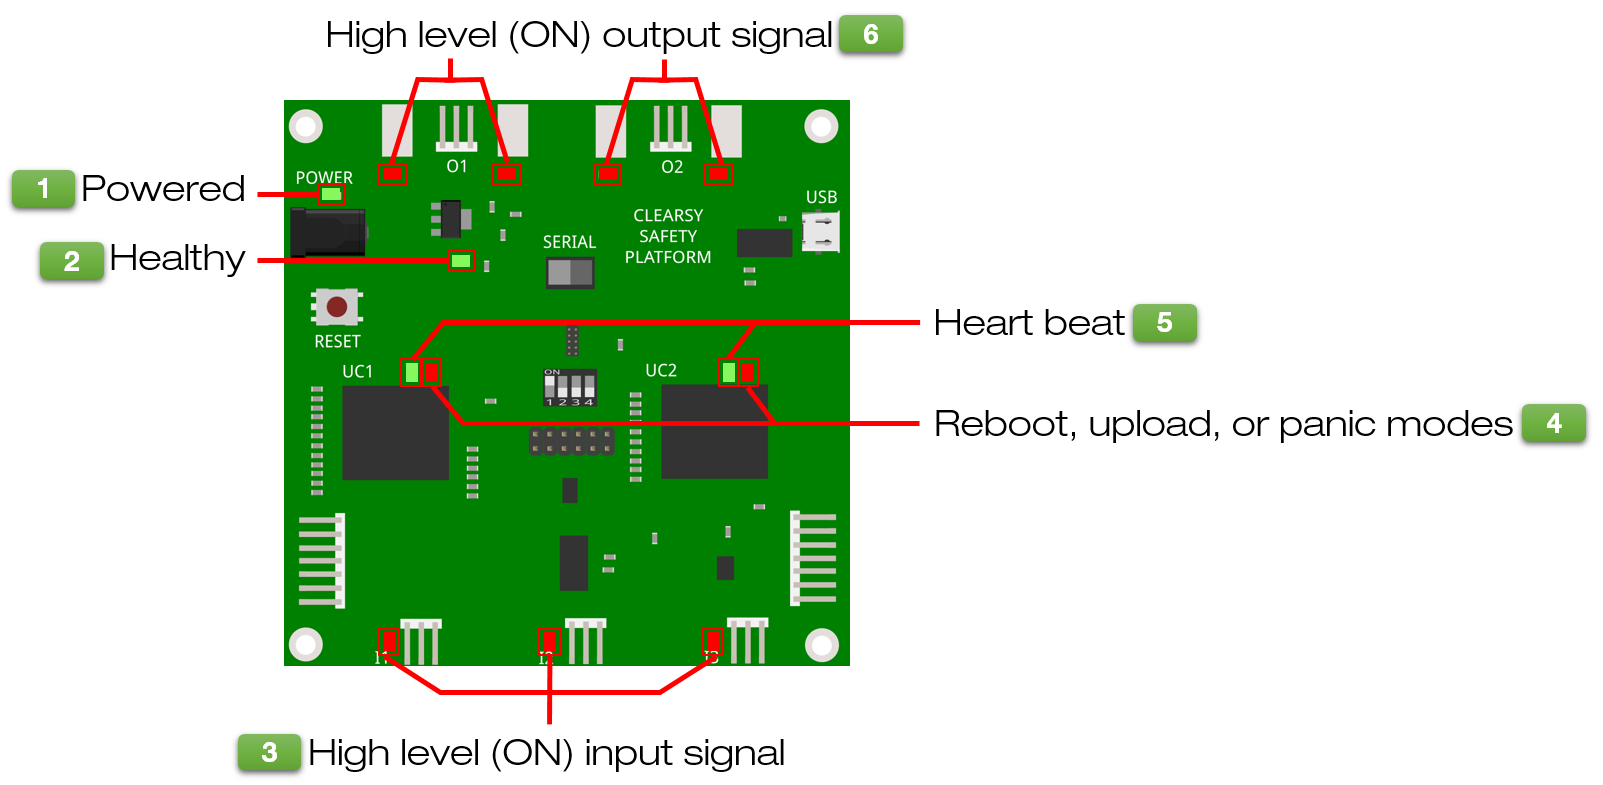 High level (ON) output signal 6
O1
O2
1 Powered
POWER
USB
CLEARSY
SAFETY
PLATFORM
SERIAL
2 Healthy
RESET
Heart beat 5
UC1
UC2
ON
1 2 3 4
Reboot, upload, or panic modes 4
I1
I2
I3
3 High level (ON) input signal